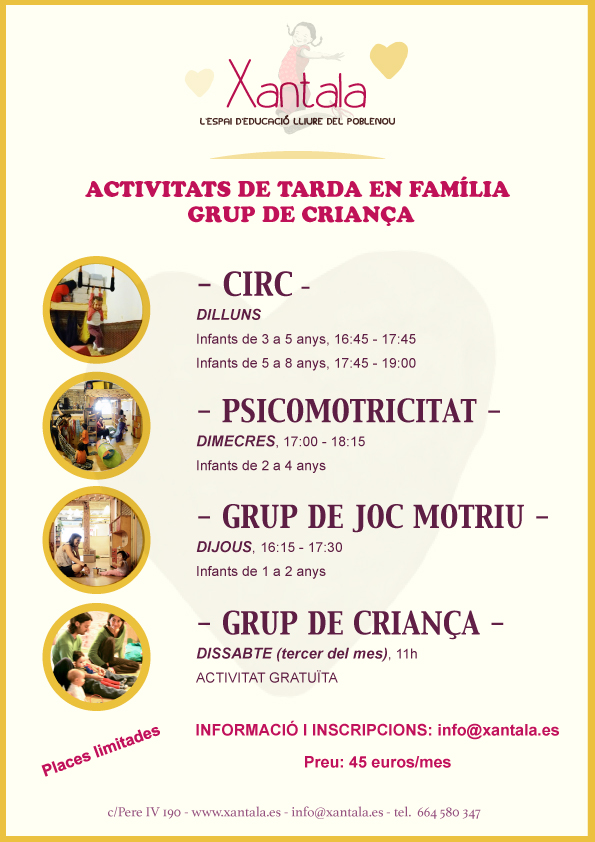 Xantala
L'ESPAI D'EDUCACIÓ LLIURE DEL POBLENOU
ACTIVITATS DE TARDA EN FAMÍLIA
GRUP DE CRIANÇA
- CIRC -
DILLUNS
Infants de 3 a 5 anys, 16:45 - 17:45
Infants de 5 a 8 anys, 17:45 - 19:00
- PSICOMOTRICITAT -
DIMECRES, 17:00 - 18:15
Infants de 2 a 4 anys
- GRUP DE JOC MOTRIU -
DIJOUS, 16:15 - 17:30
Infants de 1 a 2 anys
- GRUP DE CRIANÇA -
DISSABTE (tercer del mes), 11h
ACTIVITAT GRATUÏTA
Places limitades
INFORMACIÓ I INSCRIPCIONS: info@xantala.es
Preu: 45 euros/mes
c/Pere IV 190 - www.xantala.es - info@xantala.es - tel. 664 580 347